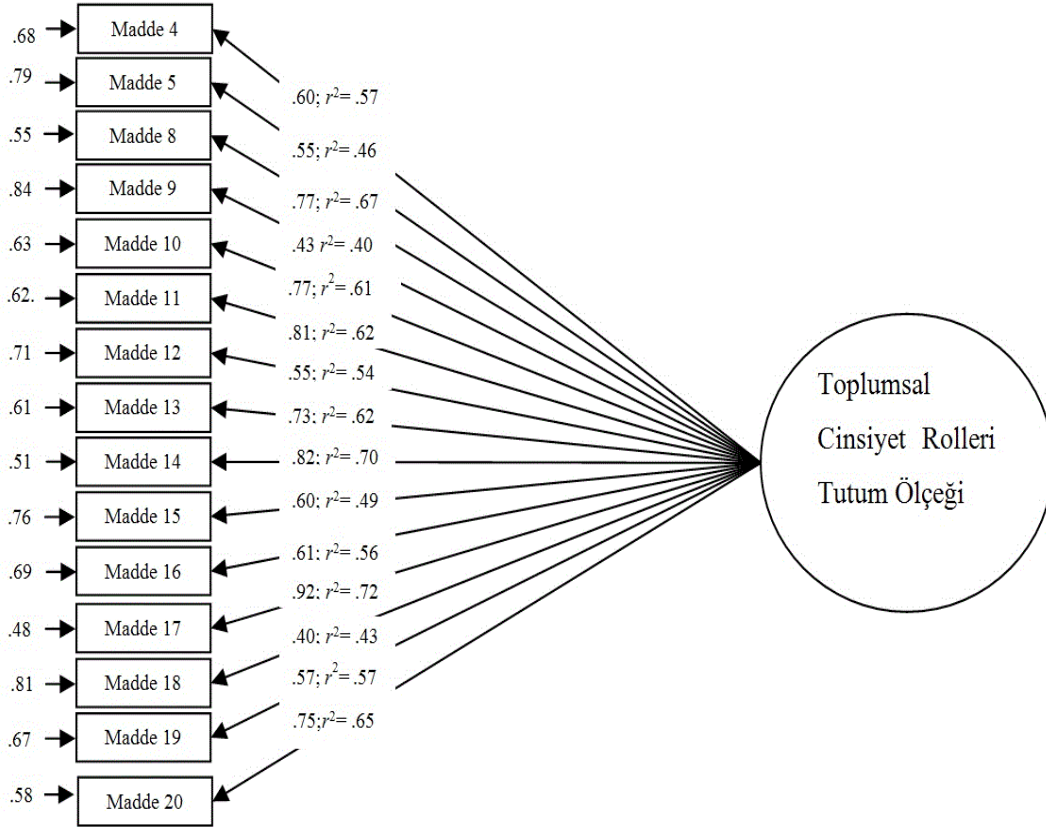 .68
Madde 4
.60; r²= .57
.79
Madde 5
.55; r²= .46
.55
Madde 8
.77; r²= .67
.84
Madde 9
.43 r²= .40
.63
Madde 10
.77; r²= .61
.62.
Madde 11
.81; r²= .62
.71
Madde 12
.55; r²= .54
.61
Madde 13
.73; r²= .62
.51
Madde 14
.82; r²= .70
.76
Madde 15
.60; r²= .49
.69
Madde 16
.61; r²= .56
.48
Madde 17
.92; r²= .72
.81
Madde 18
.40; r²= .43
.67
Madde 19
.57; r²= .57
.58
Madde 20
.75;r²= .65
Toplumsal
Cinsiyet Rolleri
Tutum Ölçeği